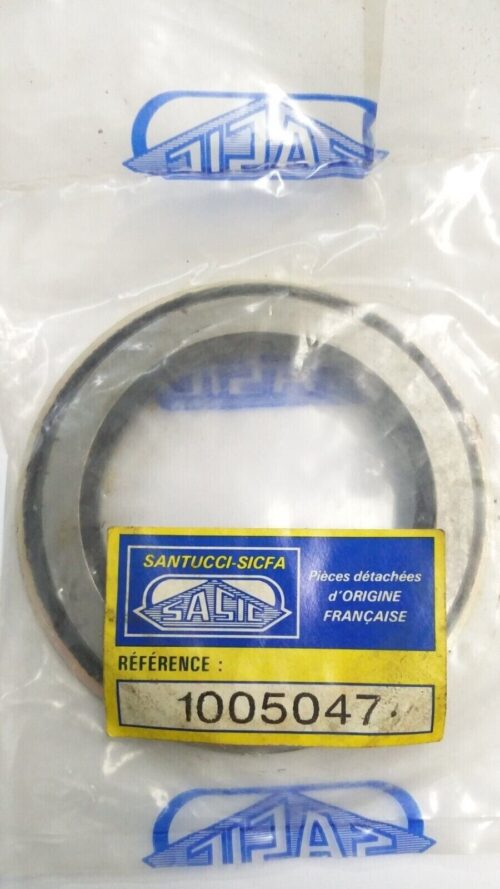 SASIC
SANTUCCI-SICFA
SASIC
Pièces détachées
d'ORIGINE
FRANÇAISE
RÉFÉRENCE :
1005047
SASIC